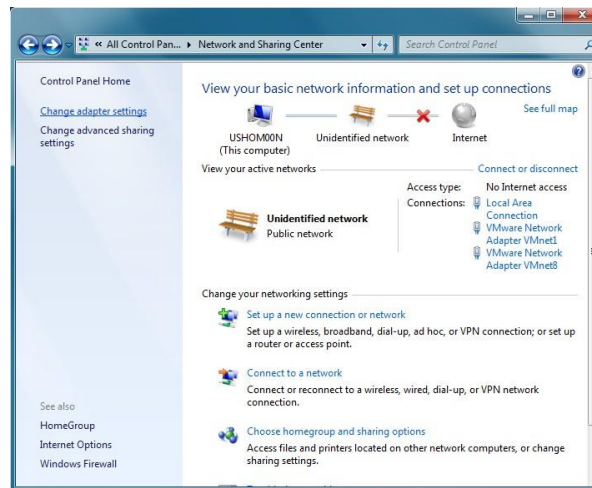 « All Control Pan... ▸ Network and Sharing Center
Search Control Panel
Control Panel Home
Change adapter settings
Change advanced sharing
settings
View your basic network information and set up connections
See full map
USHOM00N
(This computer)
Unidentified network
Internet
View your active networks
Connect or disconnect
Unidentified network
Public network
Access type: No Internet access
Connections: Local Area
Connection
VMware Network
Adapter VMnet1
VMware Network
Adapter VMnet8
Change your networking settings
Set up a new connection or network
Set up a wireless, broadband, dial-up, ad hoc, or VPN connection; or set up
a router or access point.
Connect to a network
Connect or reconnect to a wireless, wired, dial-up, or VPN network
connection.
Choose homegroup and sharing options
Access files and printers located on other network computers, or change
sharing settings.
See also
HomeGroup
Internet Options
Windows Firewall